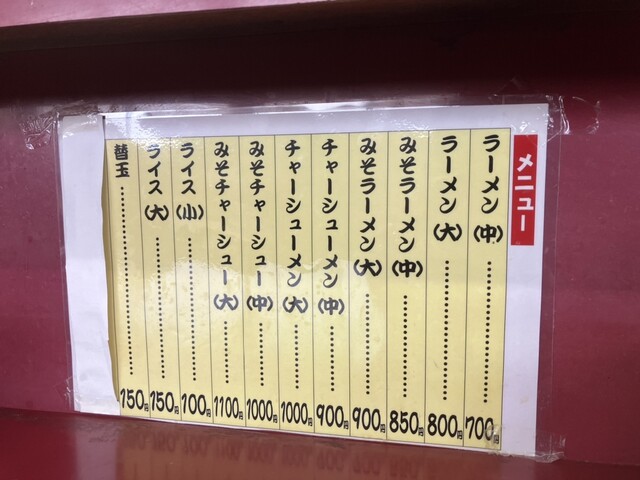 メニュー
ラーメン(中)………………700円
ラーメン(大)………………800円
みそラーメン(中)…………850円
みそラーメン(大)…………900円
チャーシューメン(中)……900円
チャーシューメン(大)……1000円
みそチャーシュー(中)……1000円
みそチャーシュー(大)……1100円
ライス(小)…………………100円
ライス(大)…………………150円
替玉…………………………150円